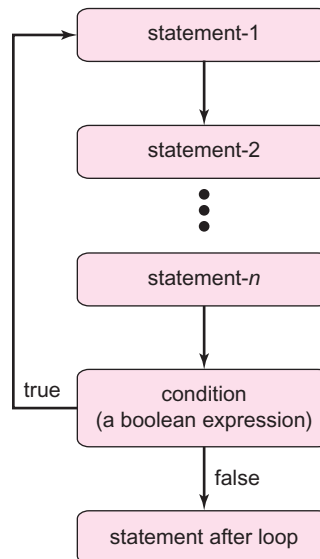 statement-1
statement-2
statement-n
true
condition
(a boolean expression)
false
statement after loop